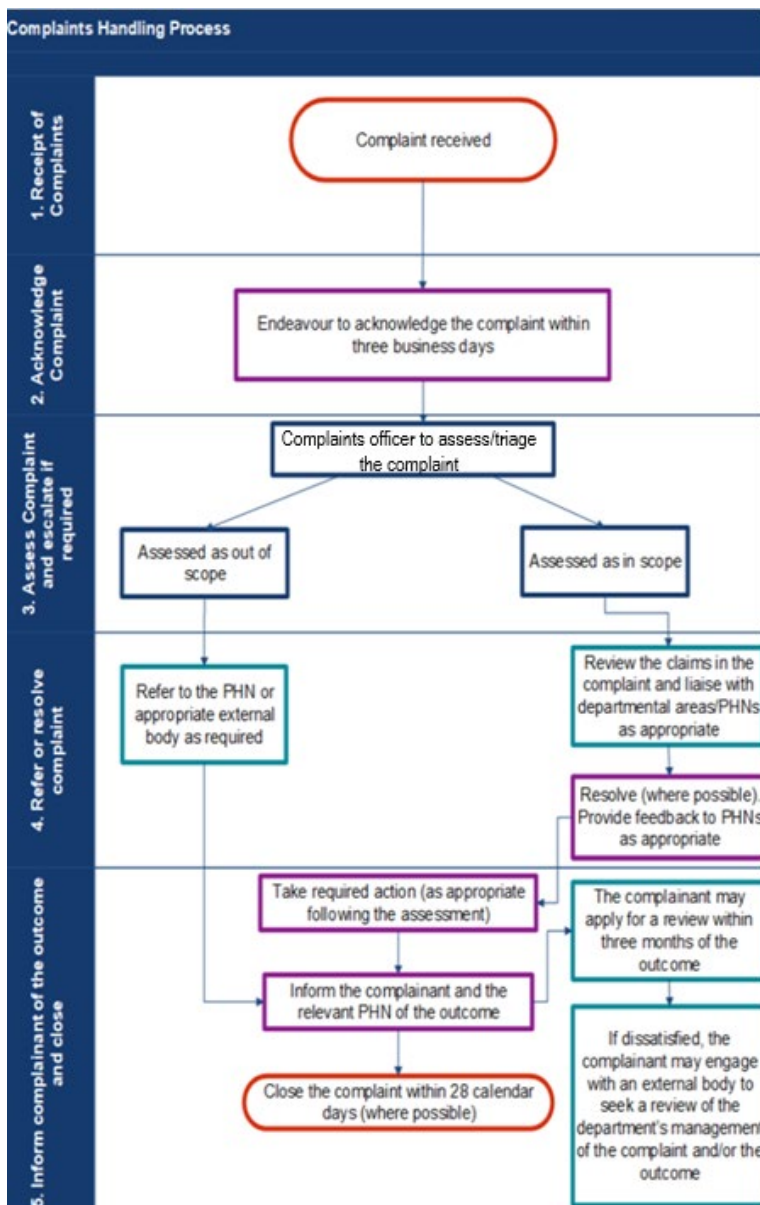 Complaints Handling Process
1. Receipt of
Complaints
Complaint received
2. Acknowledge
Complaint
Endeavour to acknowledge the complaint within
three business days
3. Assess Complaint
and escalate if
required
Complaints officer to assess/triage
the complaint
Assessed as out of
scope
Assessed as in scope
4. Refer or resolve
complaint
Refer to the PHN or
appropriate external
body as required
Review the claims in the
complaint and liaise with
departmental areas/PHNs
as appropriate
Resolve (where possible).
Provide feedback to PHNs
as appropriate
5. Inform complainant of the outcome
and close
Take required action (as appropriate
following the assessment)
Inform the complainant and the
relevant PHN of the outcome
Close the complaint within 28 calendar
days (where possible)
The complainant may
apply for a review within
three months of the
outcome
If dissatisfied, the
complainant may engage
with an external body to
seek a review of the
department's management
of the complaint and/or the
outcome